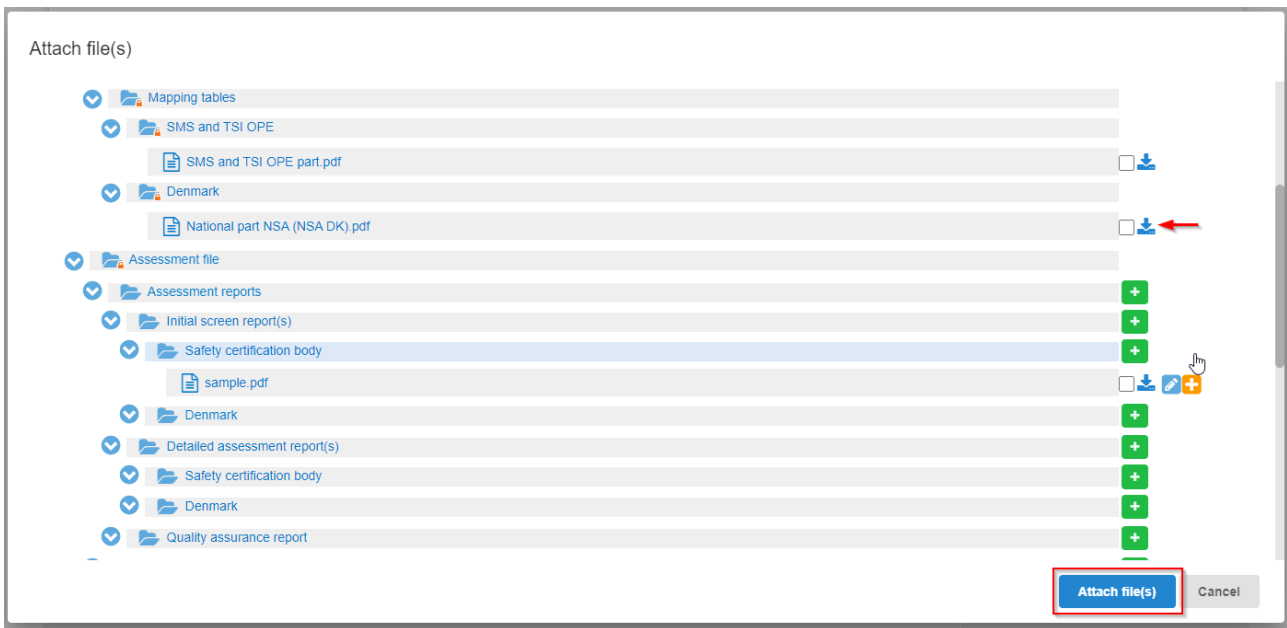 Attach file(s)
Mapping tables
SMS and TSI OPE
SMS and TSI OPE part.pdf
Denmark
National part NSA (NSA DK).pdf
Assessment file
Assessment reports
Initial screen report(s)
Safety certification body
sample.pdf
Denmark
Detailed assessment report(s)
Safety certification body
Denmark
Quality assurance report
Attach file(s) Cancel